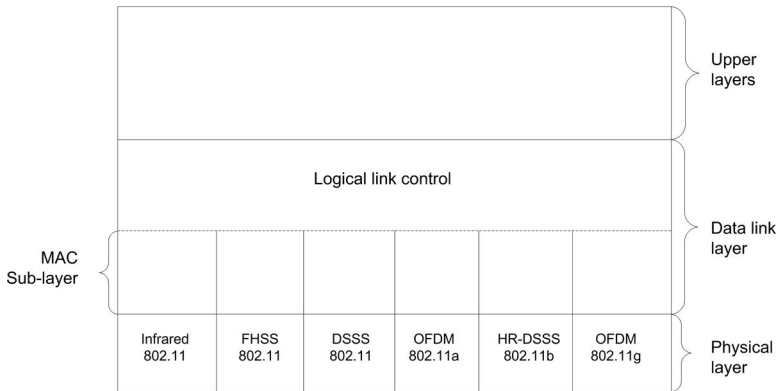 Upper
layers
Logical link control
MAC
Sub-layer
Data link
layer
Infrared
802.11
FHSS
802.11
DSSS
802.11
OFDM
802.11a
HR-DSSS
802.11b
OFDM
802.11g
Physical
layer